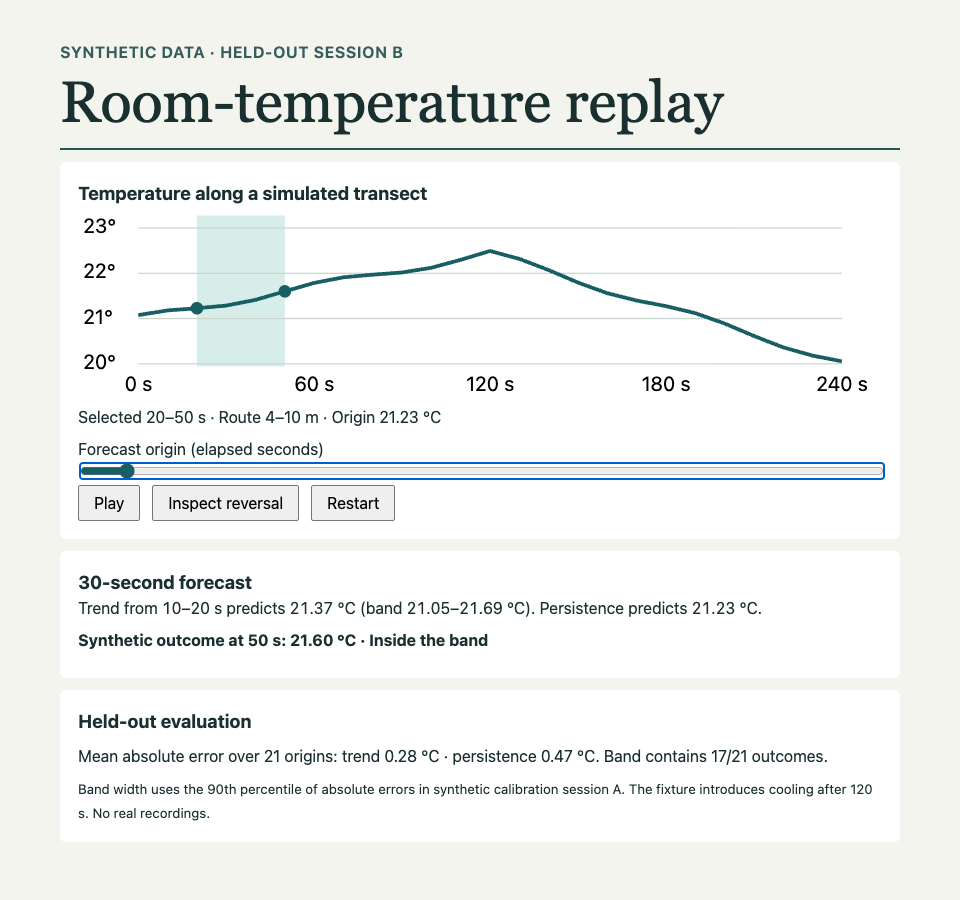 SYNTHETIC DATA · HELD-OUT SESSION B
Room-temperature replay
Temperature along a simulated transect
23°
22°
21°
20°
0 s 60 s 120 s 180 s 240 s
Selected 20–50 s · Route 4–10 m · Origin 21.23 °C
Forecast origin (elapsed seconds)
Play Inspect reversal Restart
30-second forecast
Trend from 10–20 s predicts 21.37 °C (band 21.05–21.69 °C). Persistence predicts 21.23 °C.
Synthetic outcome at 50 s: 21.60 °C · Inside the band
Held-out evaluation
Mean absolute error over 21 origins: trend 0.28 °C · persistence 0.47 °C. Band contains 17/21 outcomes.
Band width uses the 90th percentile of absolute errors in synthetic calibration session A. The fixture introduces cooling after 120
s. No real recordings.